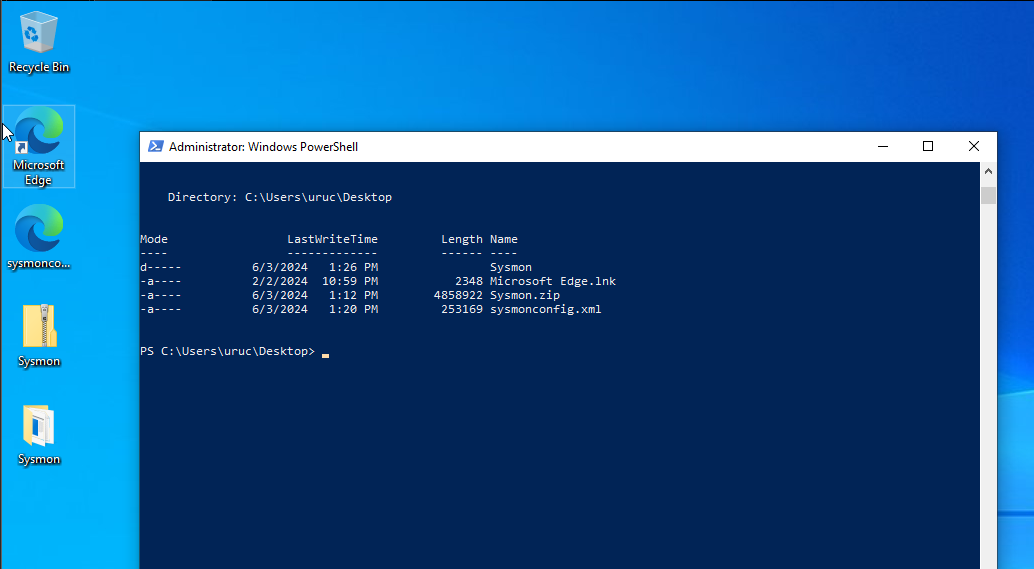 Recycle Bin
Microsoft
Edge
sysmonco...
Sysmon
Sysmon
Administrator: Windows PowerShell
Directory: C:\Users\uruc\Desktop
Mode LastWriteTime Length Name
---- ------------- ------ ----
d----- 6/3/2024 1:26 PM Sysmon
-a---- 2/2/2024 10:59 PM 2348 Microsoft Edge.lnk
-a---- 6/3/2024 1:12 PM 4858922 Sysmon.zip
-a---- 6/3/2024 1:20 PM 253169 sysmonconfig.xml
PS C:\Users\uruc\Desktop>